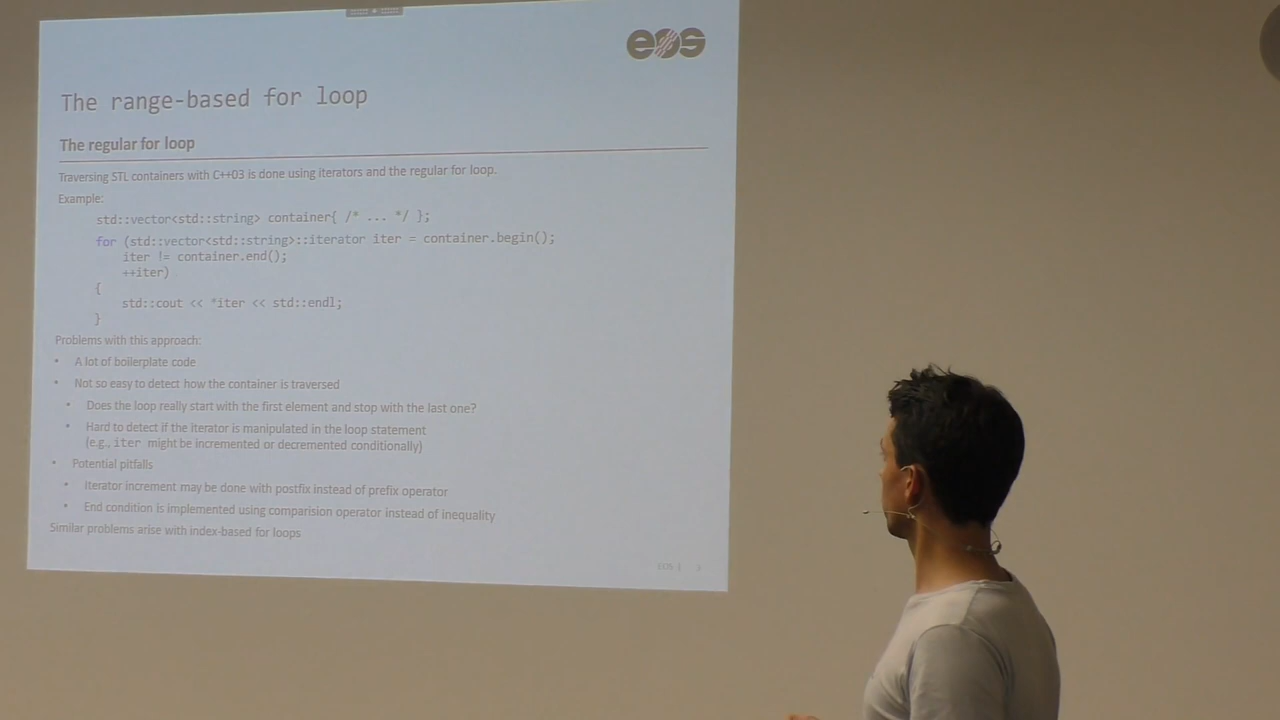 eos
The range-based for loop
The regular for loop
Traversing STL containers with C++03 is done using iterators and the regular for loop.
Example:
std::vector<std::string> container{ /* ... */ };
for (std::vector<std::string>::iterator iter = container.begin();
iter != container.end();
++iter)
{
std::cout << *iter << std::endl;
}
Problems with this approach:
• A lot of boilerplate code
• Not so easy to detect how the container is traversed
• Does the loop really start with the first element and stop with the last one?
• Hard to detect if the iterator is manipulated in the loop statement
(e.g., iter might be incremented or decremented conditionally)
• Potential pitfalls
• Iterator increment may be done with postfix instead of prefix operator
• End condition is implemented using comparision operator instead of inequality
Similar problems arise with index-based for loops
EOS | 3